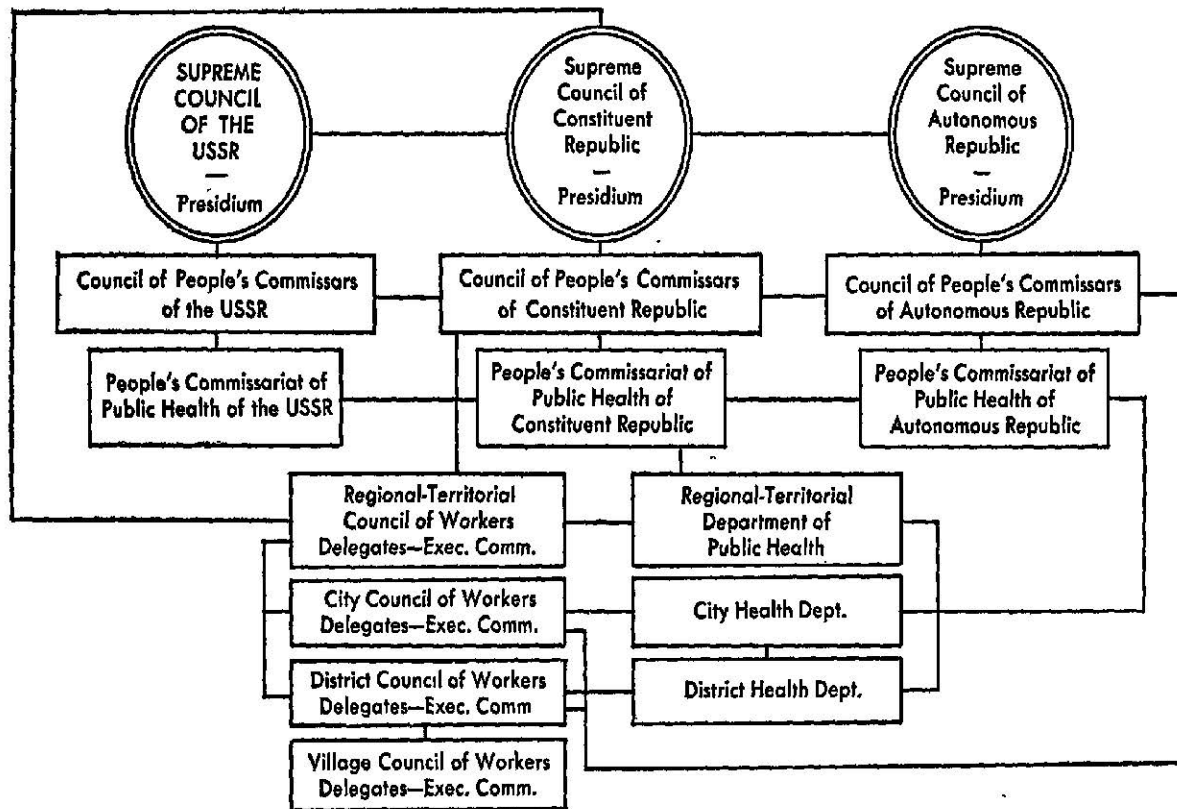 SUPREME
COUNCIL
OF THE
USSR
—
Presidium
Supreme
Council of
Constituent
Republic
—
Presidium
Supreme
Council of
Autonomous
Republic
—
Presidium
Council of People's Commissars
of the USSR
Council of People's Commissars
of Constituent Republic
Council of People's Commissars
of Autonomous Republic
People's Commissariat of
Public Health of the USSR
People's Commissariat of
Public Health of
Constituent Republic
People's Commissariat of
Public Health of
Autonomous Republic
Regional-Territorial
Council of Workers
Delegates—Exec. Comm.
Regional-Territorial
Department of
Public Health
City Council of Workers
Delegates—Exec. Comm.
City Health Dept.
District Council of Workers
Delegates—Exec. Comm
District Health Dept.
Village Council of Workers
Delegates—Exec. Comm.